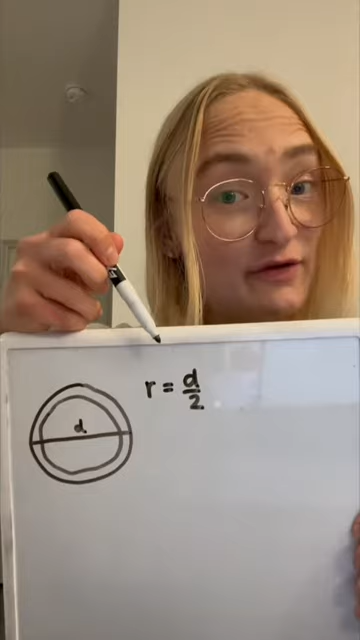 r = d/2
d